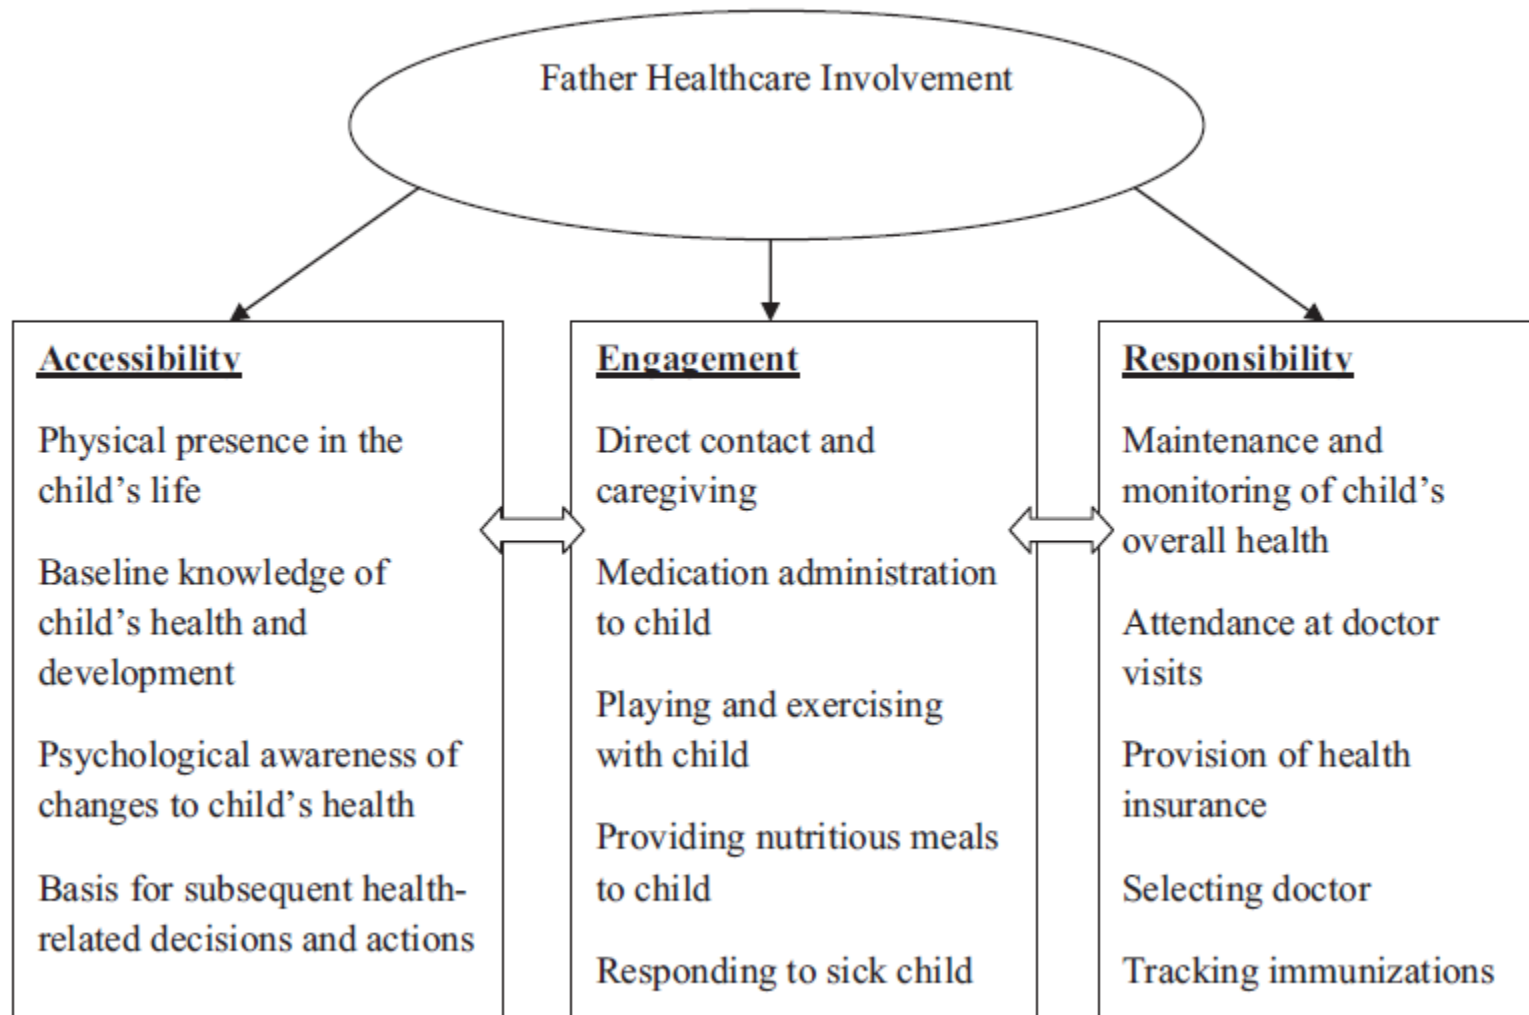 Father Healthcare Involvement
Accessibility
Physical presence in the
child’s life
Baseline knowledge of
child’s health and
development
Psychological awareness of
changes to child’s health
Basis for subsequent health-
related decisions and actions
Engagement
Direct contact and
caregiving
Medication administration
to child
Playing and exercising
with child
Providing nutritious meals
to child
Responding to sick child
Responsibility
Maintenance and
monitoring of child’s
overall health
Attendance at doctor
visits
Provision of health
insurance
Selecting doctor
Tracking immunizations